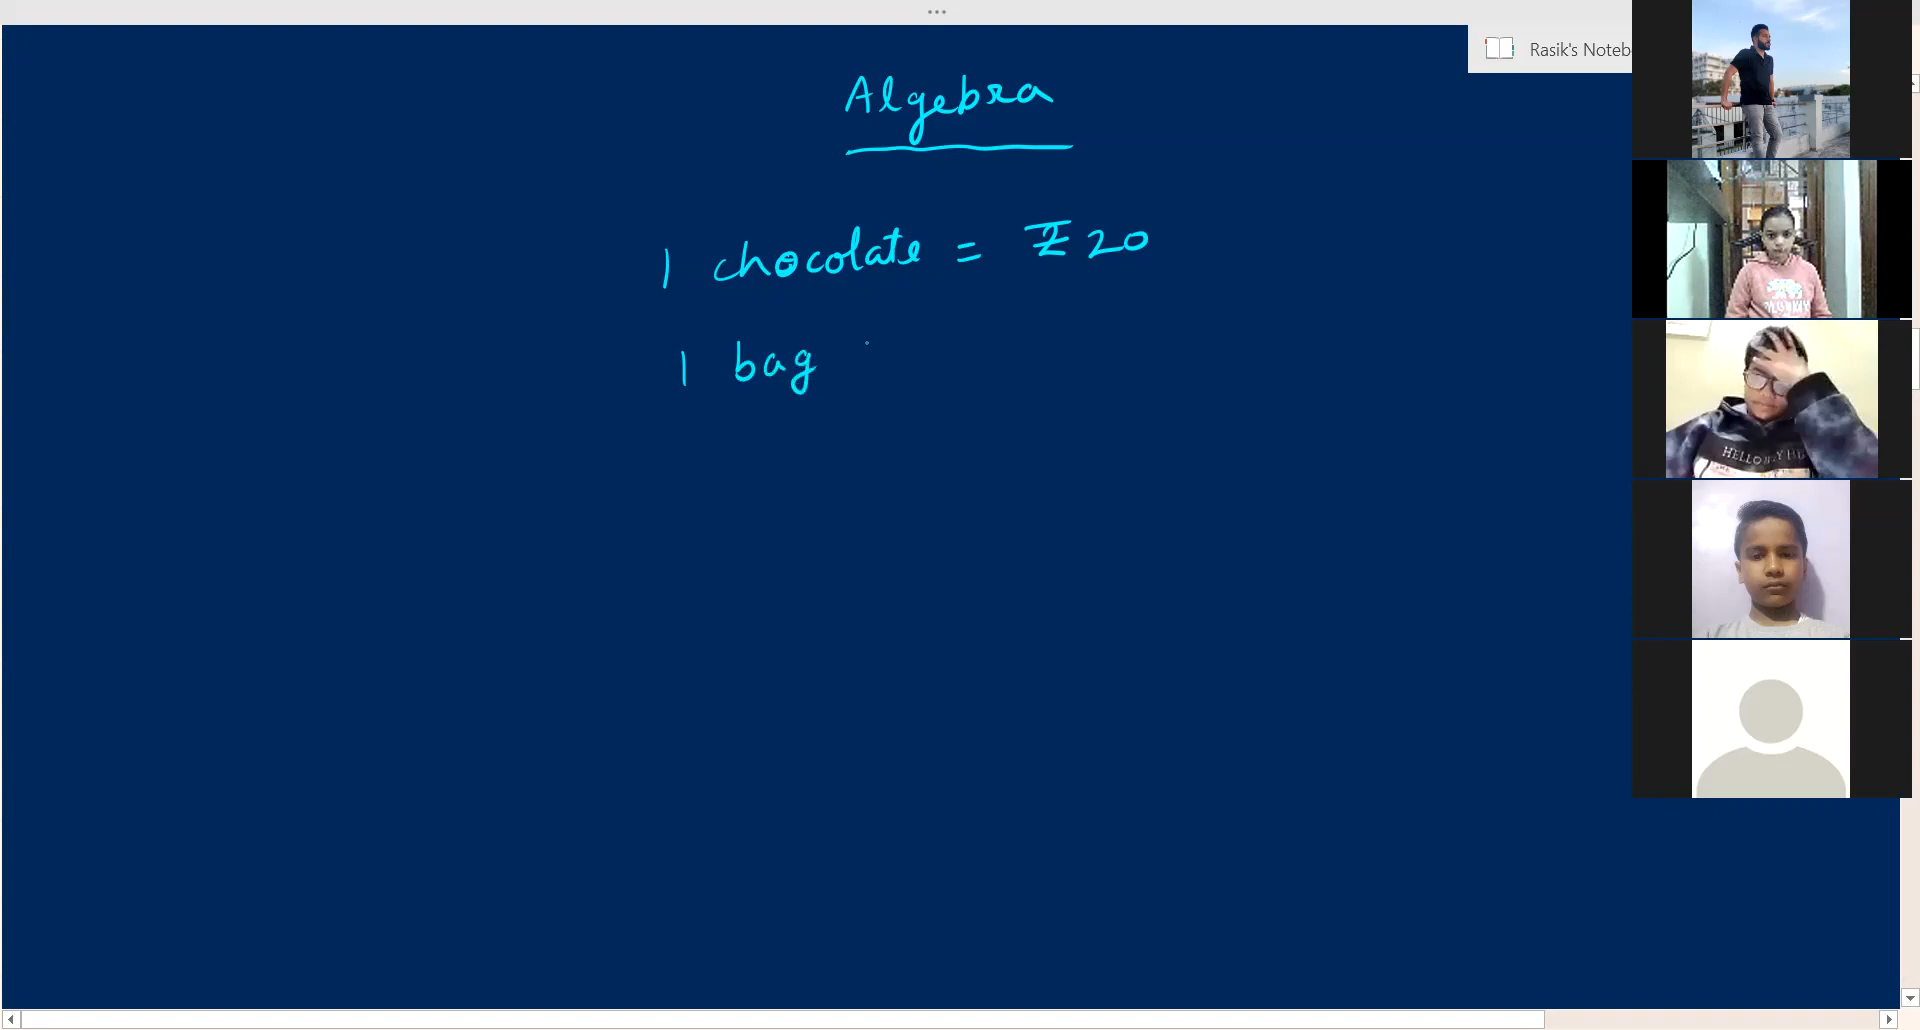 Rasik's Noteb
Algebra
1 chocolate = ₹20
1 bag